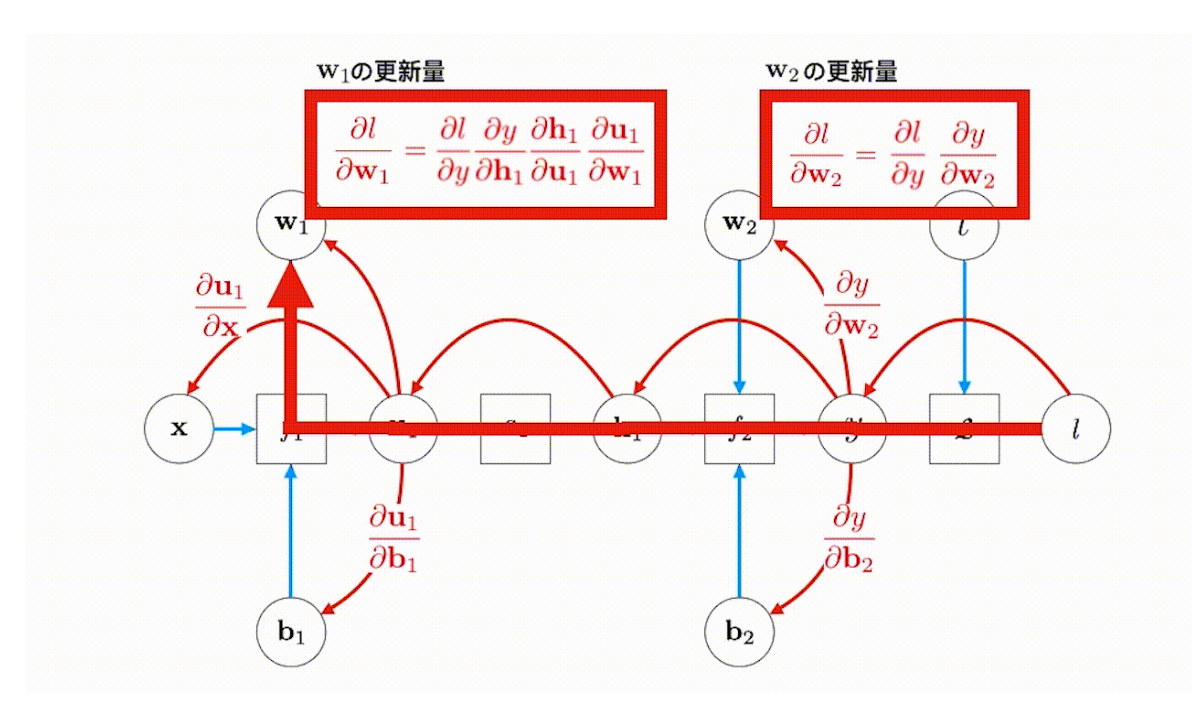 w₁の更新量
w₂の更新量
∂l/∂w₁ = ∂l/∂y ∂y/∂h₁ ∂h₁/∂u₁ ∂u₁/∂w₁
∂l/∂w₂ = ∂l/∂y ∂y/∂w₂
w₁
w₂
∂u₁/∂x
∂y/∂w₂
x
f₁
h₁
f₂
y
l
∂u₁/∂b₁
∂y/∂b₂
b₁
b₂